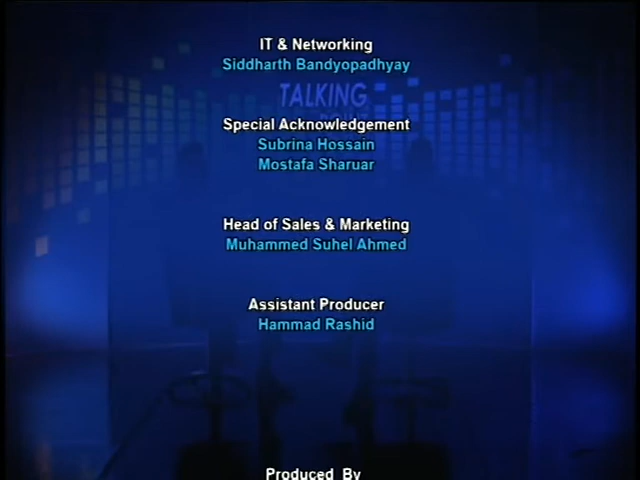 IT & Networking
Siddharth Bandyopadhyay
TALKING
Special Acknowledgement
Subrina Hossain
Mostafa Sharuar
Head of Sales & Marketing
Muhammed Suhel Ahmed
Assistant Producer
Hammad Rashid
Produced By